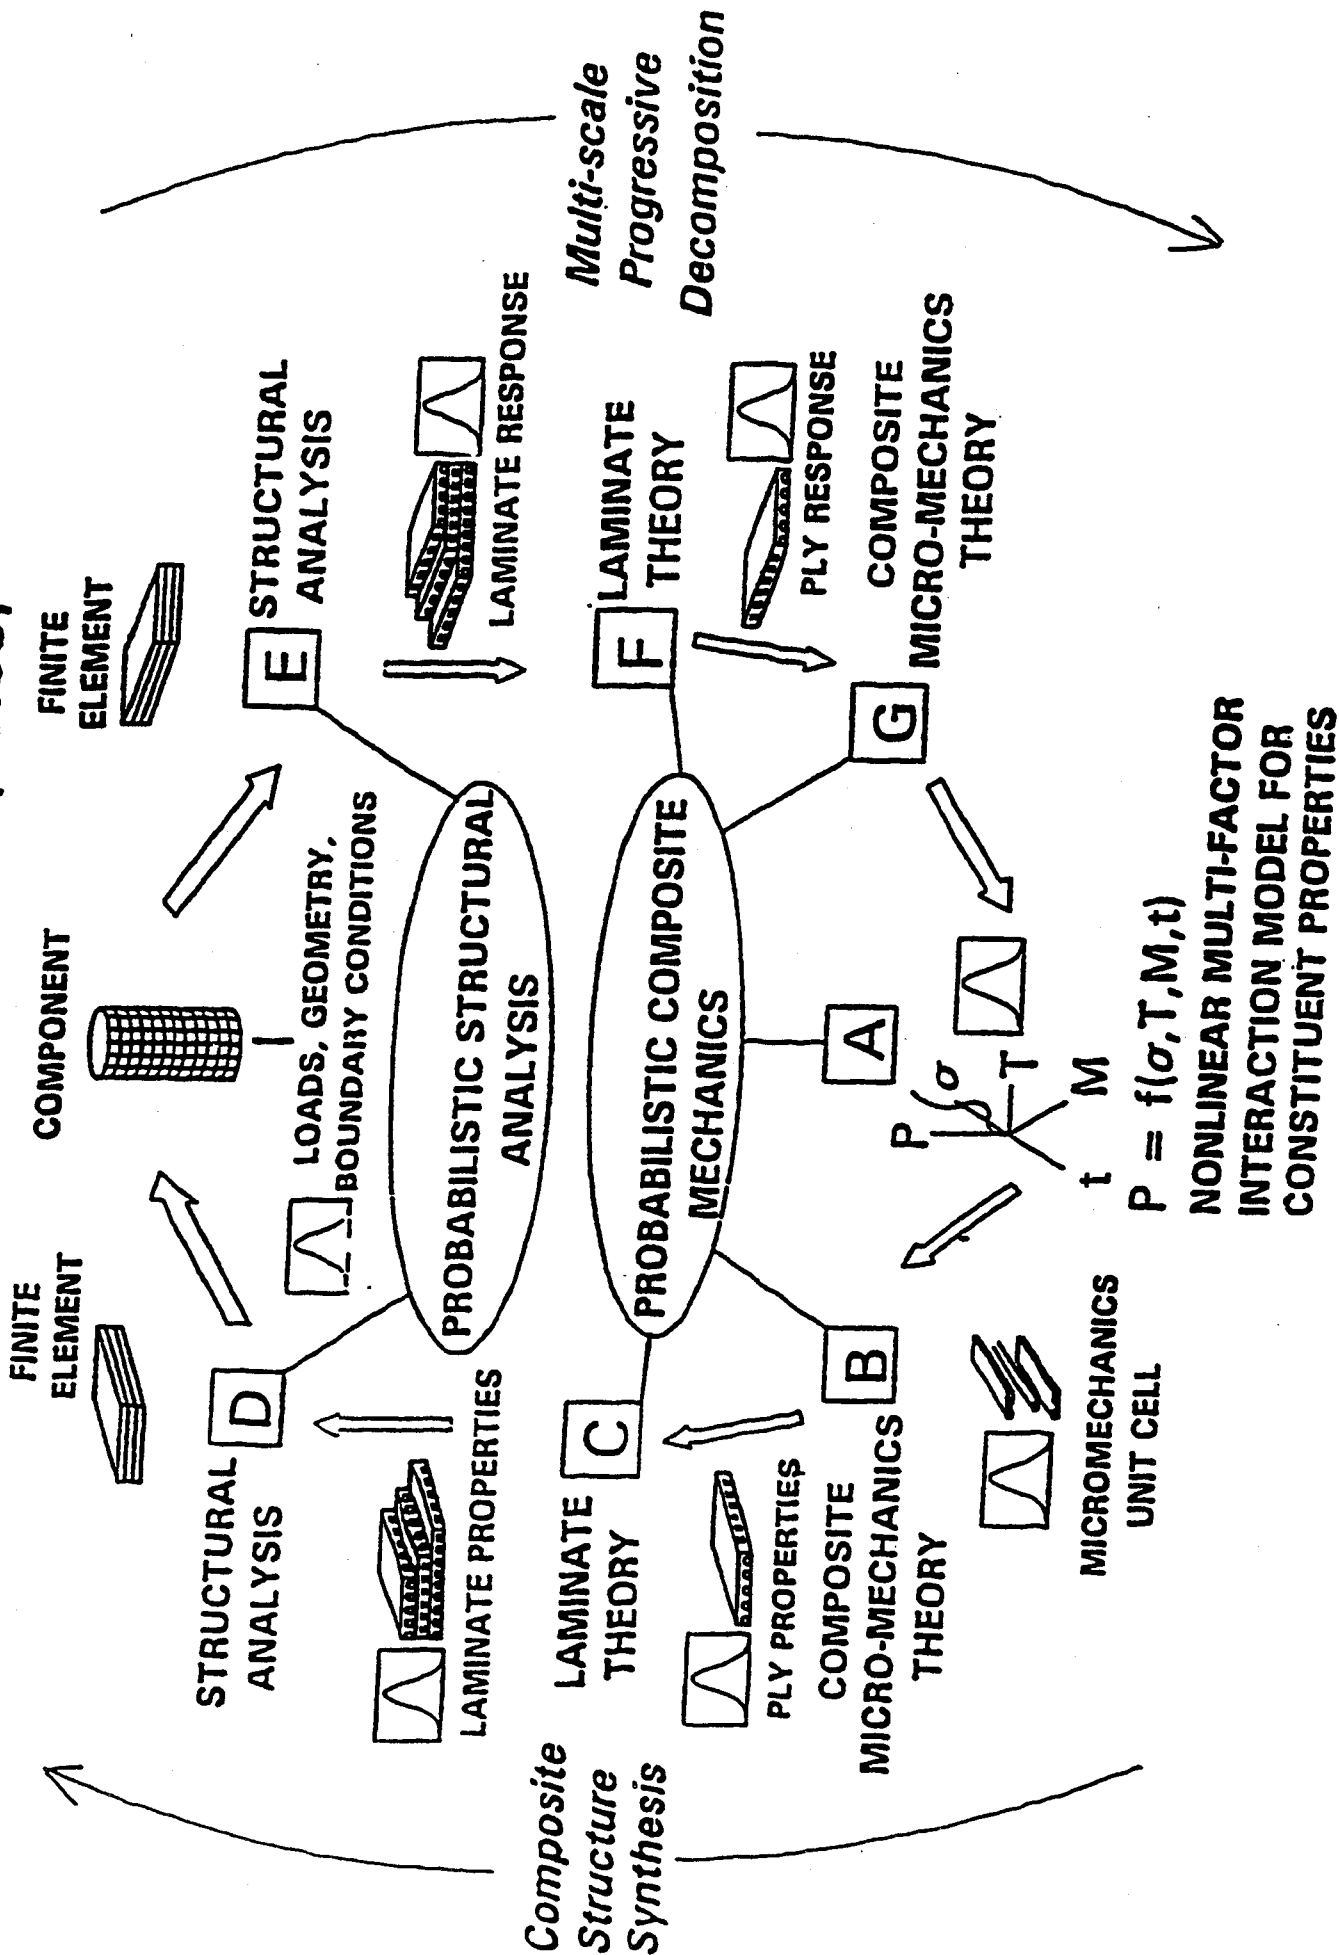 FINITE
ELEMENT
COMPONENT
FINITE
ELEMENT
STRUCTURAL
ANALYSIS
D
LOADS, GEOMETRY,
BOUNDARY CONDITIONS
E
STRUCTURAL
ANALYSIS
LAMINATE PROPERTIES
PROBABILISTIC STRUCTURAL
ANALYSIS
LAMINATE RESPONSE
Composite
Structure
Synthesis
Multi-scale
Progressive
Decomposition
LAMINATE
THEORY
C
PROBABILISTIC COMPOSITE
MECHANICS
F
LAMINATE
THEORY
PLY PROPERTIES
PLY RESPONSE
COMPOSITE
MICRO-MECHANICS
THEORY
B
A
G
COMPOSITE
MICRO-MECHANICS
THEORY
P
σ
T
M
t
MICROMECHANICS
UNIT CELL
P = f(σ,T,M,t)
NONLINEAR MULTI-FACTOR
INTERACTION MODEL FOR
CONSTITUENT PROPERTIES